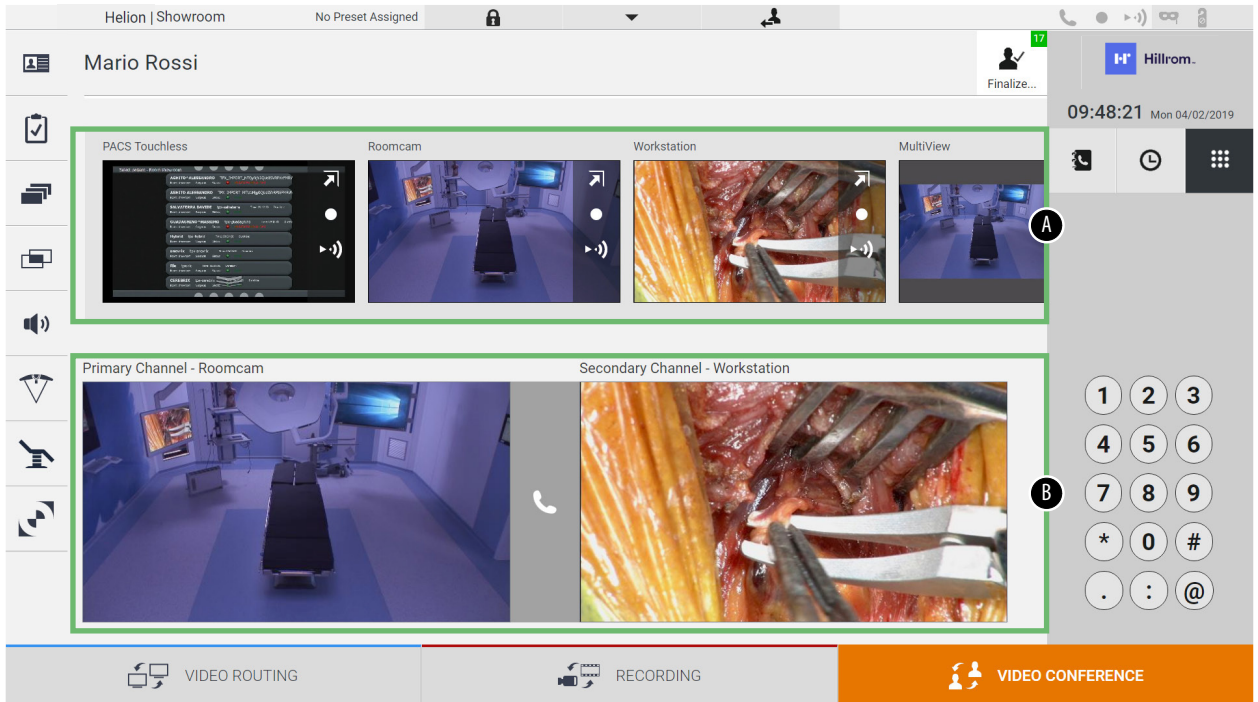 Helion | Showroom
No Preset Assigned
Mario Rossi
17
Finalize...
Hillrom
09:48:21 Mon 04/02/2019
PACS Touchless
Roomcam
Workstation
MultiView
A
Primary Channel - Roomcam
Secondary Channel - Workstation
B
1 2 3
4 5 6
7 8 9
* 0 #
. : @
VIDEO ROUTING
RECORDING
VIDEO CONFERENCE